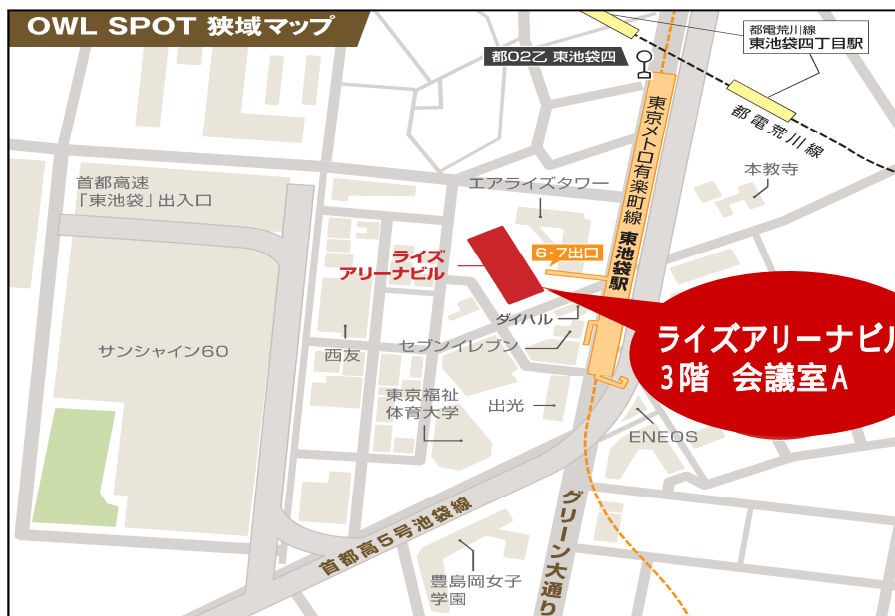 OWL SPOT 狭域マップ
都電荒川線
東池袋四丁目駅
都02乙 東池袋四
都電荒川線
東京メトロ有楽町線 東池袋駅
本教寺
首都高速
「東池袋」出入口
エアライズタワー
6・7出口
ライズ
アリーナビル
ダイハル
ライズアリーナビル
3階 会議室A
サンシャイン60
西友
セブンイレブン
東京福祉
体育大学
出光
ENEOS
首都高5号池袋線
グリーン大通り
豊島岡女子
学園